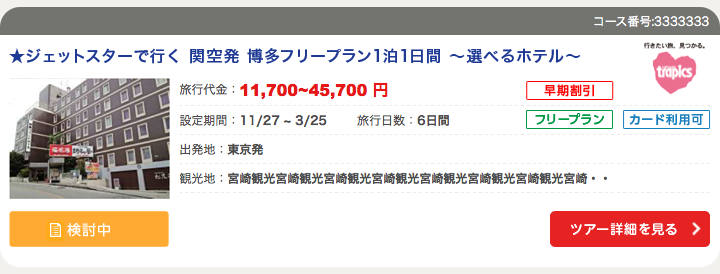 コース番号:3333333
★ジェットスターで行く 関空発 博多フリープラン1泊1日間 ～選べるホテル～
行きたい旅、見つかる。
trapics
旅行代金：11,700~45,700 円
早期割引
設定期間：11/27 ~ 3/25 旅行日数：6日間
フリープラン カード利用可
出発地：東京発
観光地：宮崎観光宮崎観光宮崎観光宮崎観光宮崎観光宮崎観光宮崎観光宮崎・・
検討中
ツアー詳細を見る